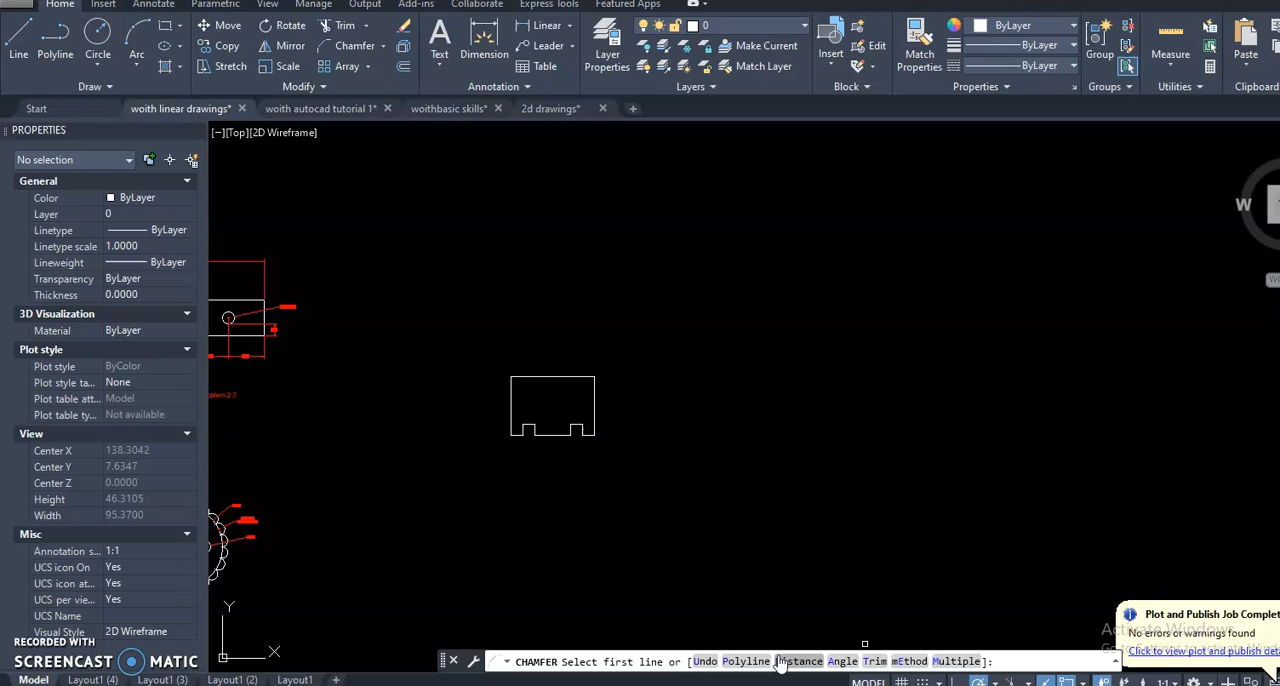 Home Insert Annotate Parametric View Manage Output Add-ins Collaborate Express Tools Featured Apps
Line Polyline Circle Arc
Move Rotate Trim
Copy Mirror Chamfer
Stretch Scale Array
Text Dimension
Linear
Leader
Table
Layer Properties
0
Make Current
Match Layer
Insert
Edit
Match Properties
ByLayer
ByLayer
ByLayer
Group
Measure
Paste
Draw Modify Annotation Layers Block Properties Groups Utilities Clipboard
Start woith linear drawings* woith autocad tutorial 1* woithbasic skills* 2d drawings*
PROPERTIES
[−][Top][2D Wireframe]
No selection
General
Color ByLayer
Layer 0
Linetype ByLayer
Linetype scale 1.0000
Lineweight ByLayer
Transparency ByLayer
Thickness 0.0000
3D Visualization
Material ByLayer
Plot style
Plot style ByColor
Plot style ta... None
Plot table att... Model
Plot table ty... Not available
View
Center X 138.3042
Center Y 7.6347
Center Z 0.0000
Height 46.3105
Width 95.3700
Misc
Annotation s... 1:1
UCS icon On Yes
UCS icon at... Yes
UCS per vie... Yes
UCS Name
Visual Style 2D Wireframe
W
Y
X
RECORDED WITH
SCREENCAST MATIC
Plot and Publish Job Complet
No errors or warnings found
Click to view plot and publish deta
Activate Windows
CHAMFER Select first line or [Undo Polyline Distance Angle Trim mEthod Multiple]:
Model Layout1 (4) Layout1 (3) Layout1 (2) Layout1
MODEL 1:1